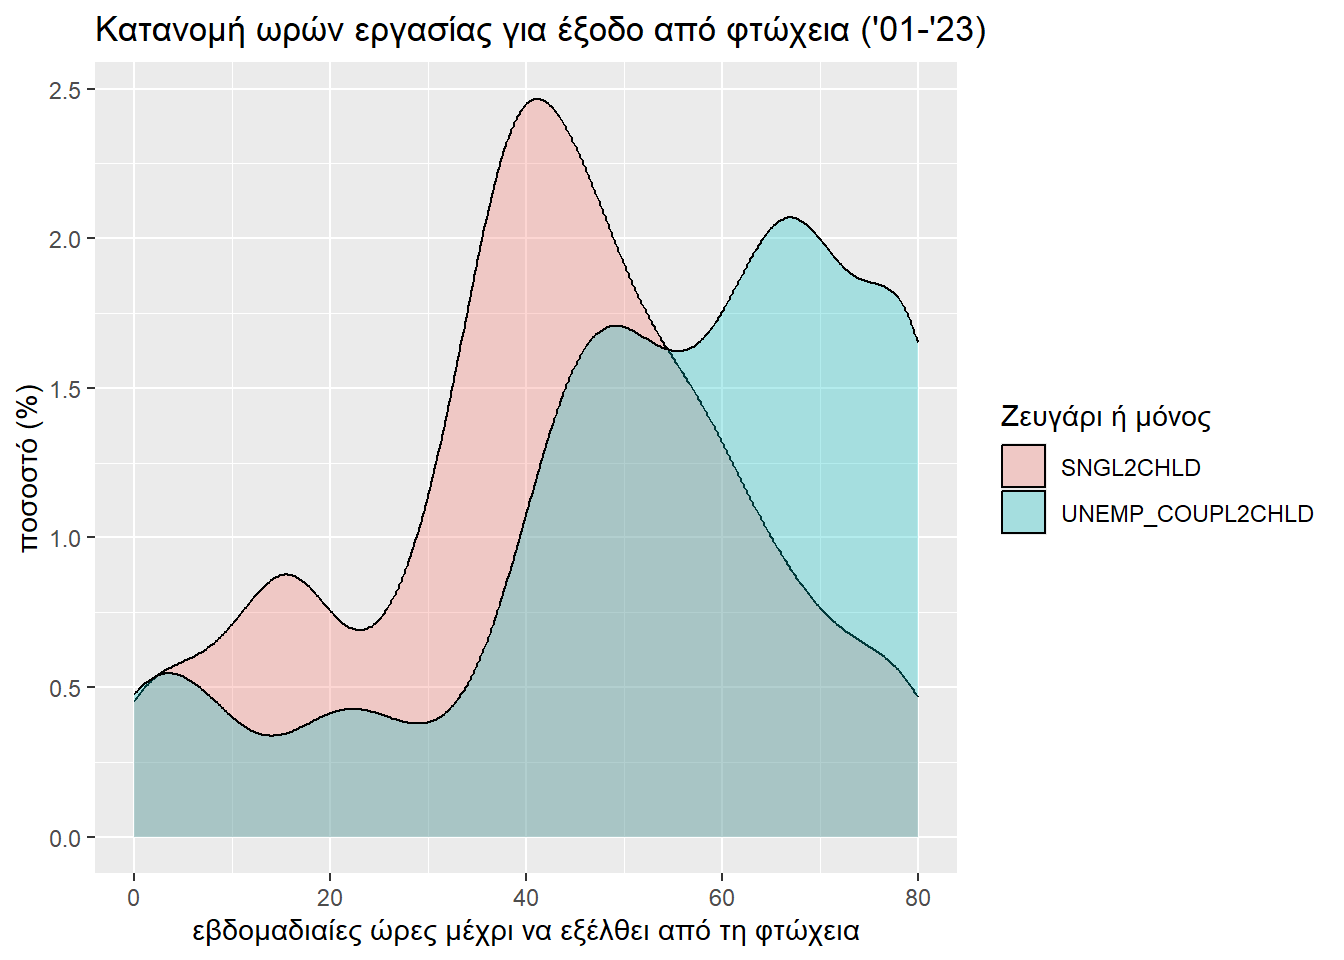 Κατανομή ωρών εργασίας για έξοδο από φτώχεια ('01-'23)
ποσοστό (%)
2.5
2.0
1.5
1.0
0.5
0.0
0 20 40 60 80
εβδομαδιαίες ώρες μέχρι να εξέλθει από τη φτώχεια
Ζευγάρι ή μόνος
SNGL2CHLD
UNEMP_COUPL2CHLD